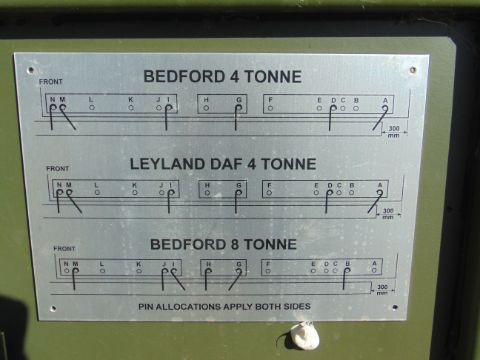 BEDFORD 4 TONNE
FRONT
N M L K J I H G F E D C B A
300
mm
LEYLAND DAF 4 TONNE
FRONT
N M L K J I H G F E D C B A
300
mm
BEDFORD 8 TONNE
FRONT
N M L K J I H G F E D C B A
300
mm
PIN ALLOCATIONS APPLY BOTH SIDES